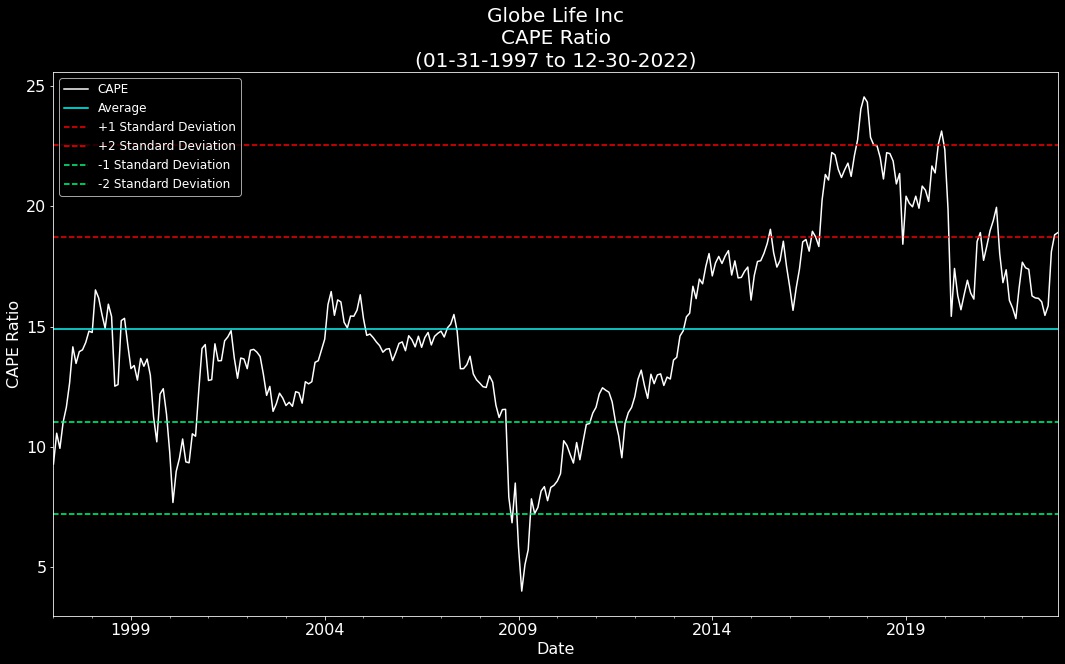 Globe Life Inc
CAPE Ratio
(01-31-1997 to 12-30-2022)
CAPE
Average
+1 Standard Deviation
+2 Standard Deviation
-1 Standard Deviation
-2 Standard Deviation
25
20
15
10
5
CAPE Ratio
1999
2004
2009
2014
2019
Date